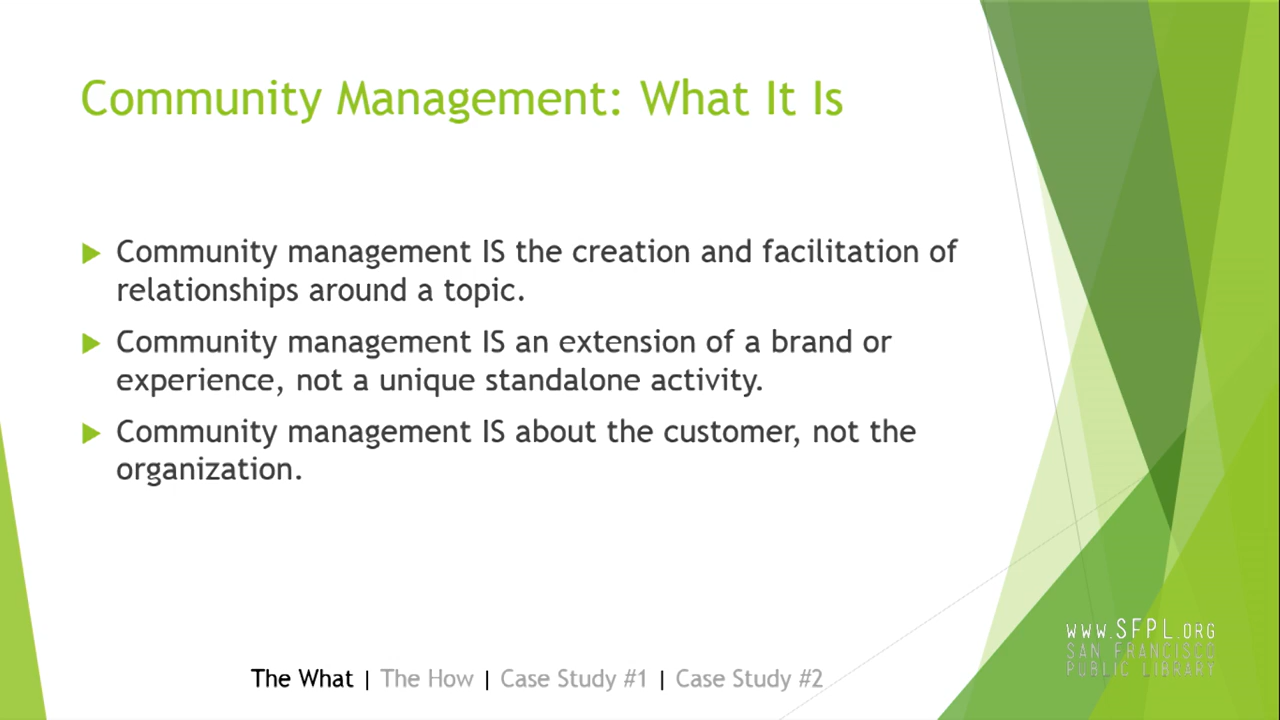 Community Management: What It Is
Community management IS the creation and facilitation of
relationships around a topic.
Community management IS an extension of a brand or
experience, not a unique standalone activity.
Community management IS about the customer, not the
organization.
The What | The How | Case Study #1 | Case Study #2
WWW.SFPL.ORG
SAN FRANCISCO
PUBLIC LIBRARY